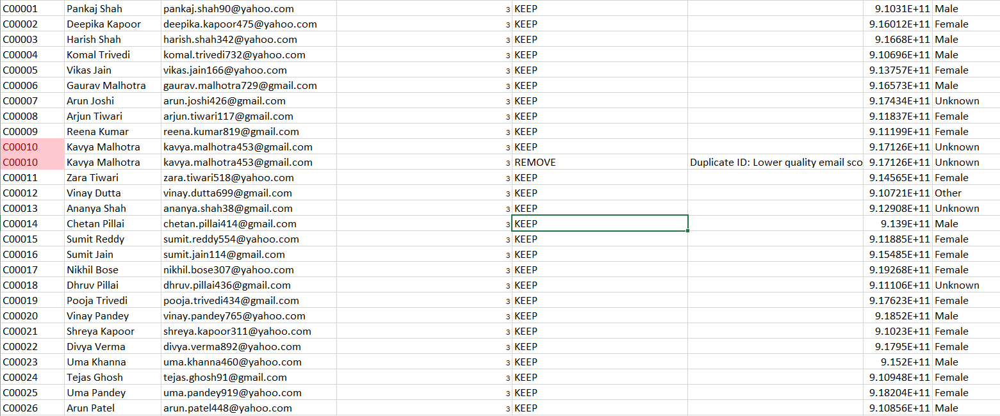 C00001 Pankaj Shah pankaj.shah90@yahoo.com 3 KEEP 9.1031E+11 Male
C00002 Deepika Kapoor deepika.kapoor475@yahoo.com 3 KEEP 9.16012E+11 Female
C00003 Harish Shah harish.shah342@yahoo.com 3 KEEP 9.1668E+11 Male
C00004 Komal Trivedi komal.trivedi732@yahoo.com 3 KEEP 9.10696E+11 Male
C00005 Vikas Jain vikas.jain166@yahoo.com 3 KEEP 9.13757E+11 Female
C00006 Gaurav Malhotra gaurav.malhotra729@gmail.com 3 KEEP 9.16573E+11 Male
C00007 Arun Joshi arun.joshi426@gmail.com 3 KEEP 9.17434E+11 Unknown
C00008 Arjun Tiwari arjun.tiwari117@gmail.com 3 KEEP 9.11837E+11 Female
C00009 Reena Kumar reena.kumar819@gmail.com 3 KEEP 9.11199E+11 Female
C00010 Kavya Malhotra kavya.malhotra453@gmail.com 3 KEEP 9.17126E+11 Unknown
C00010 Kavya Malhotra kavya.malhotra453@gmail.com 3 REMOVE Duplicate ID: Lower quality email sco 9.17126E+11 Unknown
C00011 Zara Tiwari zara.tiwari518@yahoo.com 3 KEEP 9.14565E+11 Female
C00012 Vinay Dutta vinay.dutta699@gmail.com 3 KEEP 9.10721E+11 Other
C00013 Ananya Shah ananya.shah38@gmail.com 3 KEEP 9.12908E+11 Unknown
C00014 Chetan Pillai chetan.pillai414@gmail.com 3 KEEP 9.139E+11 Male
C00015 Sumit Reddy sumit.reddy554@yahoo.com 3 KEEP 9.11885E+11 Female
C00016 Sumit Jain sumit.jain114@gmail.com 3 KEEP 9.15485E+11 Female
C00017 Nikhil Bose nikhil.bose307@yahoo.com 3 KEEP 9.19268E+11 Female
C00018 Dhruv Pillai dhruv.pillai436@gmail.com 3 KEEP 9.11106E+11 Unknown
C00019 Pooja Trivedi pooja.trivedi434@gmail.com 3 KEEP 9.17623E+11 Female
C00020 Vinay Pandey vinay.pandey765@yahoo.com 3 KEEP 9.1852E+11 Male
C00021 Shreya Kapoor shreya.kapoor311@yahoo.com 3 KEEP 9.1023E+11 Female
C00022 Divya Verma divya.verma892@yahoo.com 3 KEEP 9.1795E+11 Female
C00023 Uma Khanna uma.khanna460@yahoo.com 3 KEEP 9.152E+11 Male
C00024 Tejas Ghosh tejas.ghosh91@gmail.com 3 KEEP 9.10948E+11 Female
C00025 Uma Pandey uma.pandey919@yahoo.com 3 KEEP 9.18204E+11 Female
C00026 Arun Patel arun.patel448@yahoo.com 3 KEEP 9.10856E+11 Male